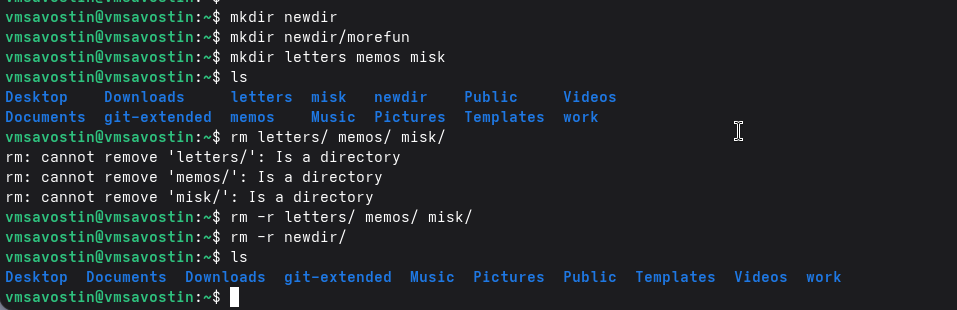 vmsavostin@vmsavostin:~$ mkdir newdir
vmsavostin@vmsavostin:~$ mkdir newdir/morefun
vmsavostin@vmsavostin:~$ mkdir letters memos misk
vmsavostin@vmsavostin:~$ ls
Desktop    Downloads     letters  misk   newdir    Public     Videos
Documents  git-extended  memos    Music  Pictures  Templates  work
vmsavostin@vmsavostin:~$ rm letters/ memos/ misk/
rm: cannot remove 'letters/': Is a directory
rm: cannot remove 'memos/': Is a directory
rm: cannot remove 'misk/': Is a directory
vmsavostin@vmsavostin:~$ rm -r letters/ memos/ misk/
vmsavostin@vmsavostin:~$ rm -r newdir/
vmsavostin@vmsavostin:~$ ls
Desktop  Documents  Downloads  git-extended  Music  Pictures  Public  Templates  Videos  work
vmsavostin@vmsavostin:~$